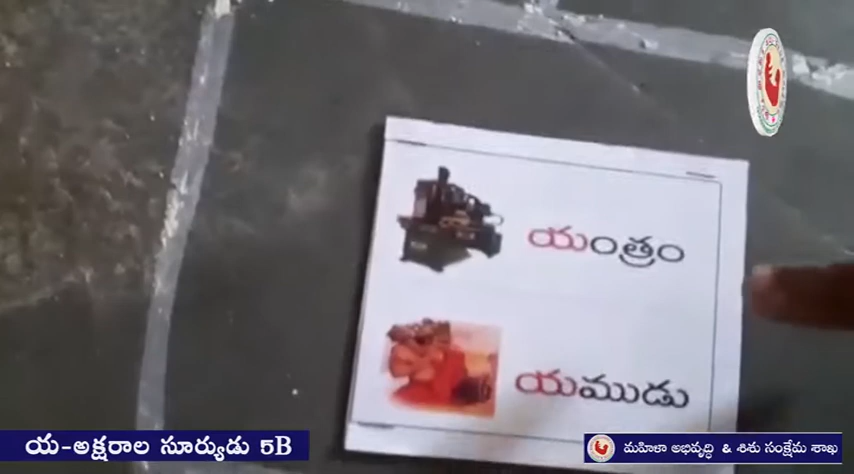 యంత్రం
యముడు
య-అక్షరాల సూర్యుడు 5B
మహిళా అభివృద్ధి & శిశు సంక్షేమ శాఖ